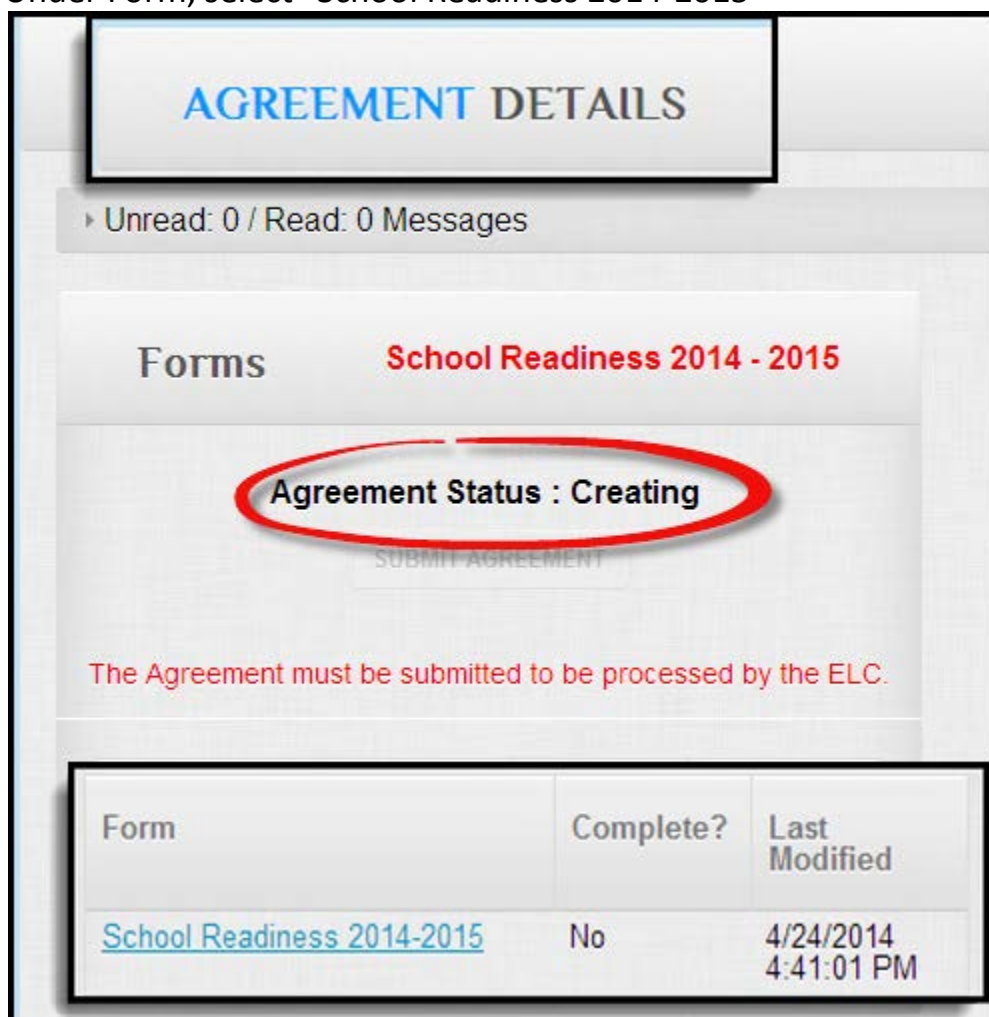 Under Form, select "School Readiness 2014-2015"
AGREEMENT DETAILS
Unread: 0 / Read: 0 Messages
Forms School Readiness 2014 - 2015
Agreement Status : Creating
SUBMIT AGREEMENT
The Agreement must be submitted to be processed by the ELC.
Form Complete? Last
Modified
School Readiness 2014-2015 No 4/24/2014
4:41:01 PM